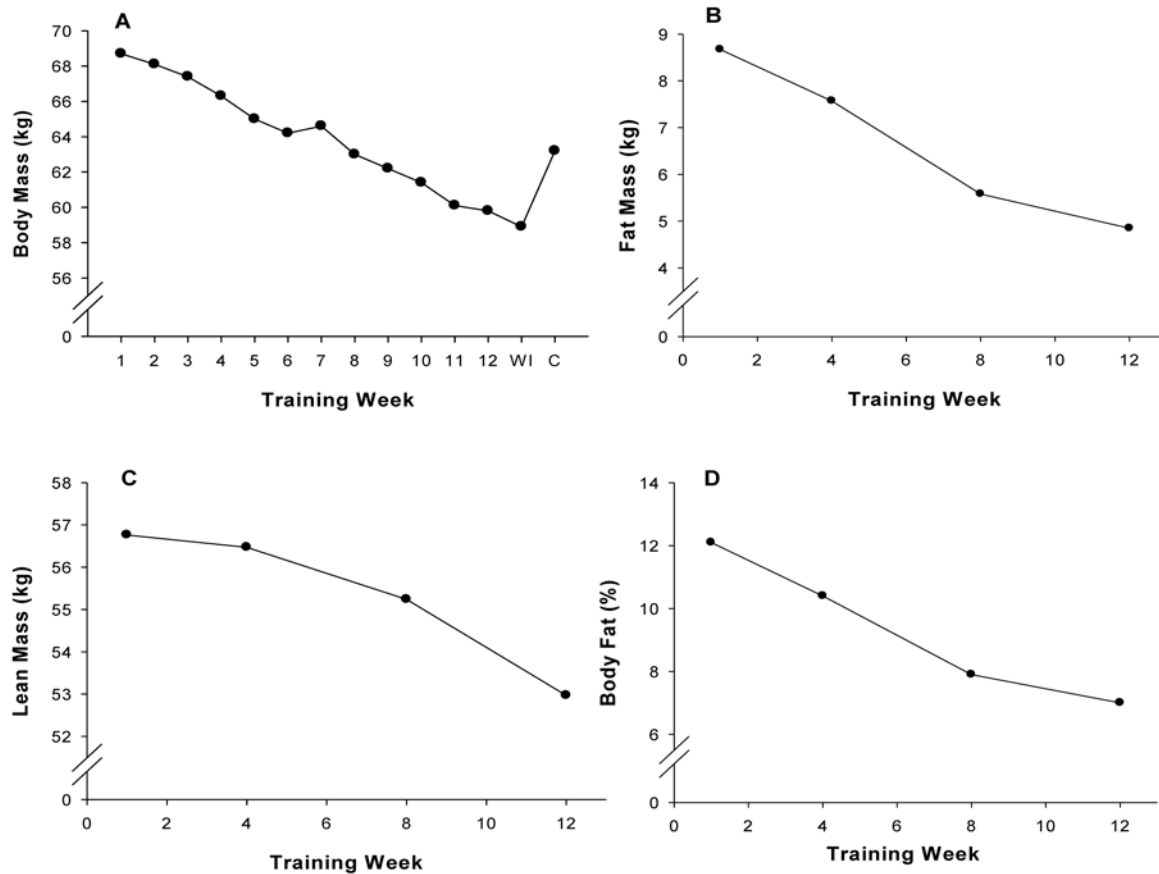 A
Body Mass (kg)
70
68
66
64
62
60
58
56
0
1 2 3 4 5 6 7 8 9 10 11 12 WI C
Training Week
B
Fat Mass (kg)
9
8
7
6
5
4
0
0 2 4 6 8 10 12
Training Week
C
Lean Mass (kg)
58
57
56
55
54
53
52
0
0 2 4 6 8 10 12
Training Week
D
Body Fat (%)
14
12
10
8
6
0
0 2 4 6 8 10 12
Training Week